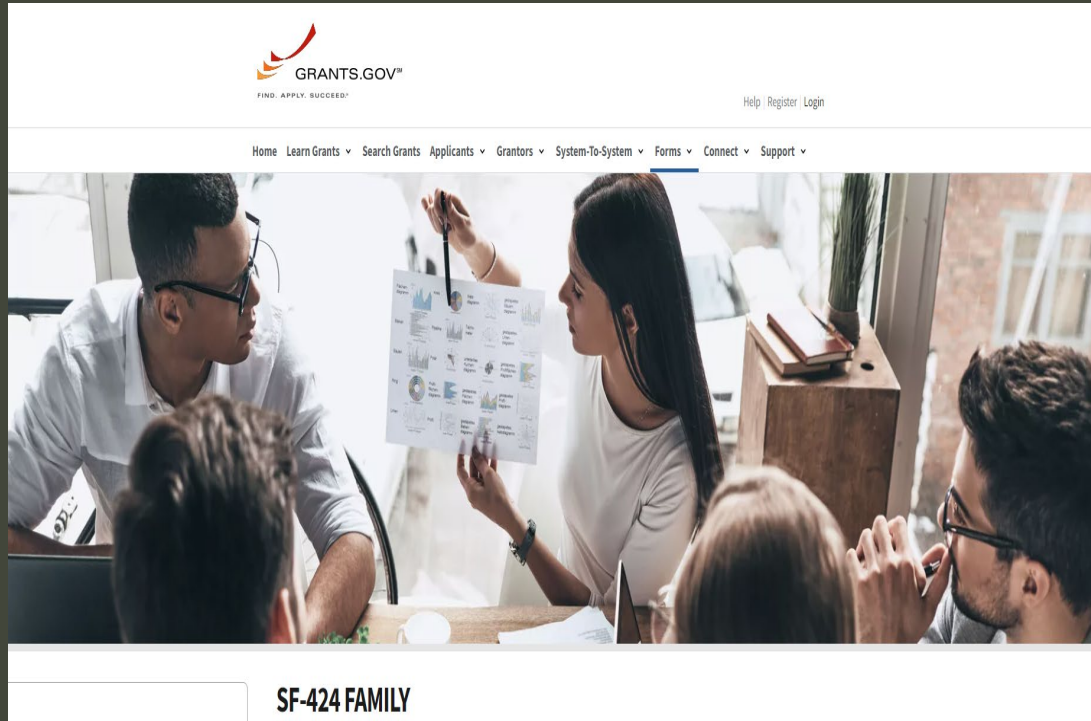 GRANTS.GOV℠
FIND. APPLY. SUCCEED.℠
Help | Register | Login
Home Learn Grants Search Grants Applicants Grantors System-To-System Forms Connect Support
SF-424 FAMILY